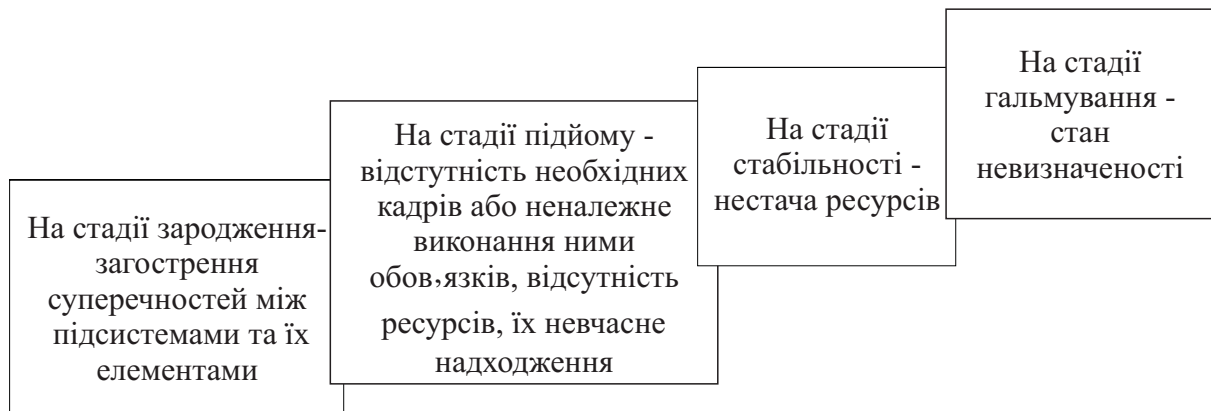 На стадії зародження-
загострення
суперечностей між
підсистемами та їх
елементами
На стадії підйому -
відстутність необхідних
кадрів або неналежне
виконання ними
обов,язків, відсутність
ресурсів, їх невчасне
надходження
На стадії
стабільності -
нестача ресурсів
На стадії
гальмування -
стан
невизначеності